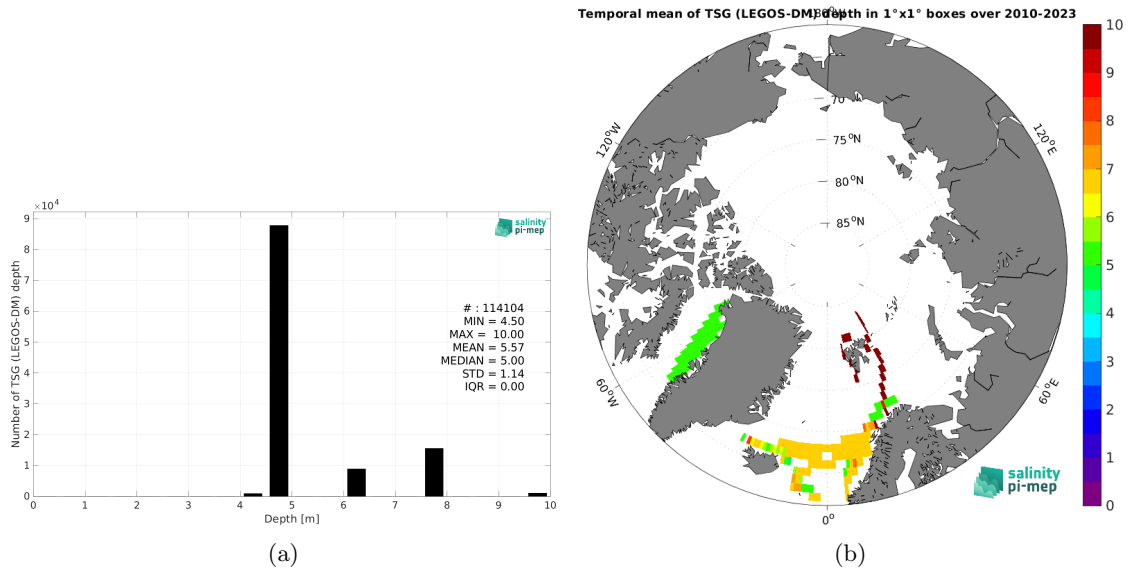 Temporal mean of TSG (LEGOS-DM) depth in 1°x1° boxes over 2010-2023
×10⁴
9
8
7
6
5
4
3
2
1
0
Number of TSG (LEGOS-DM) depth
salinity
pi-mep
# : 114104
MIN = 4.50
MAX = 10.00
MEAN = 5.57
MEDIAN = 5.00
STD = 1.14
IQR = 0.00
0 1 2 3 4 5 6 7 8 9 10
Depth [m]
(a)
120°W
70
75°N
80°N
85°N
120°E
60°W
60°E
0°
salinity
pi-mep
10
9
8
7
6
5
4
3
2
1
0
(b)